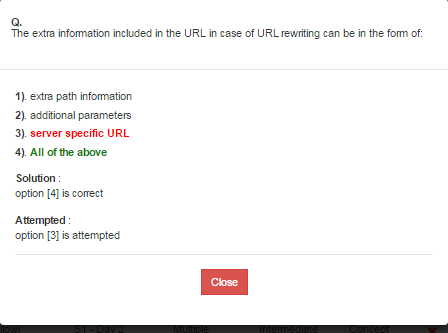 Q.
The extra information included in the URL in case of URL rewriting can be in the form of:
1). extra path information
2). additional parameters
3). server specific URL
4). All of the above
Solution :
option [4] is correct
Attempted :
option [3] is attempted
Close
S1 - Day 2 Multiple Intermediate Concept